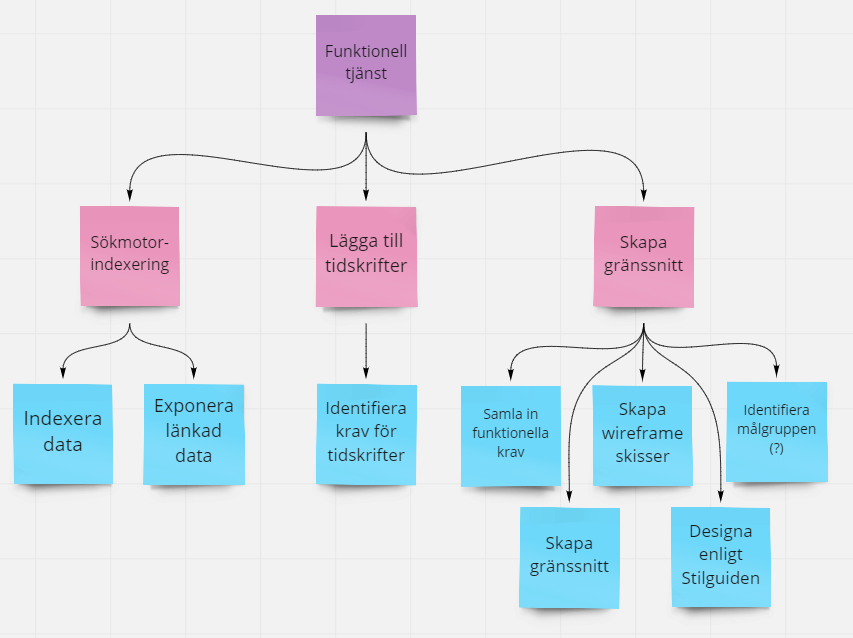 Funktionell
tjänst
Sökmotor-
indexering
Lägga till
tidskrifter
Skapa
gränssnitt
Indexera
data
Exponera
länkad
data
Identifiera
krav för
tidskrifter
Samla in
funktionella
krav
Skapa
wireframe
skisser
Identifiera
målgruppen
(?)
Skapa
gränssnitt
Designa
enligt
Stilguiden